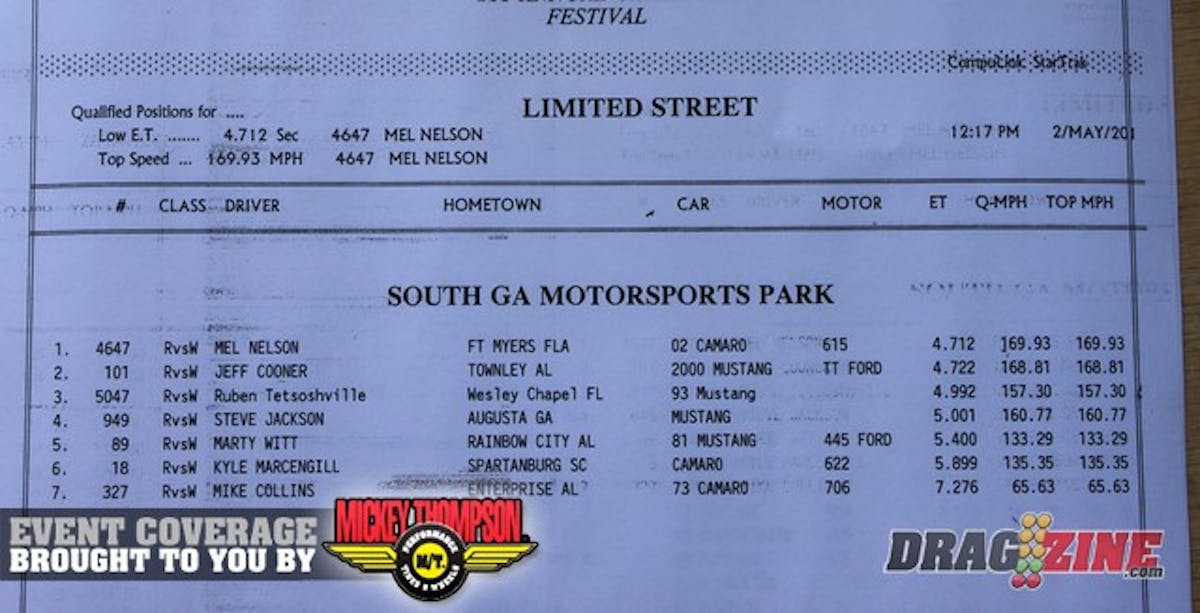 FESTIVAL
CompuLink StarTrak
Qualified Positions for ....
LIMITED STREET
Low E.T. ....... 4.712 Sec 4647 MEL NELSON
12:17 PM 2/MAY/201
Top Speed ... 169.93 MPH 4647 MEL NELSON
# CLASS DRIVER HOMETOWN CAR MOTOR ET Q-MPH TOP MPH
SOUTH GA MOTORSPORTS PARK
1. 4647 RvsW MEL NELSON FT MYERS FLA 02 CAMARO 615 4.712 169.93 169.93
2. 101 RvsW JEFF COONER TOWNLEY AL 2000 MUSTANG TT FORD 4.722 168.81 168.81
3. 5047 RvsW Ruben Tetsoshville Wesley Chapel FL 93 Mustang 4.992 157.30 157.30
4. 949 RvsW STEVE JACKSON AUGUSTA GA MUSTANG 5.001 160.77 160.77
5. 89 RvsW MARTY WITT RAINBOW CITY AL 81 MUSTANG 445 FORD 5.400 133.29 133.29
6. 18 RvsW KYLE MARCENGILL SPARTANBURG SC CAMARO 622 5.899 135.35 135.35
7. 327 RvsW MIKE COLLINS ENTERPRISE AL 73 CAMARO 706 7.276 65.63 65.63
EVENT COVERAGE
BROUGHT TO YOU BY
MICKEY THOMPSON
PERFORMANCE
M/T.
TIRES & WHEELS
DRAGZINE
.com